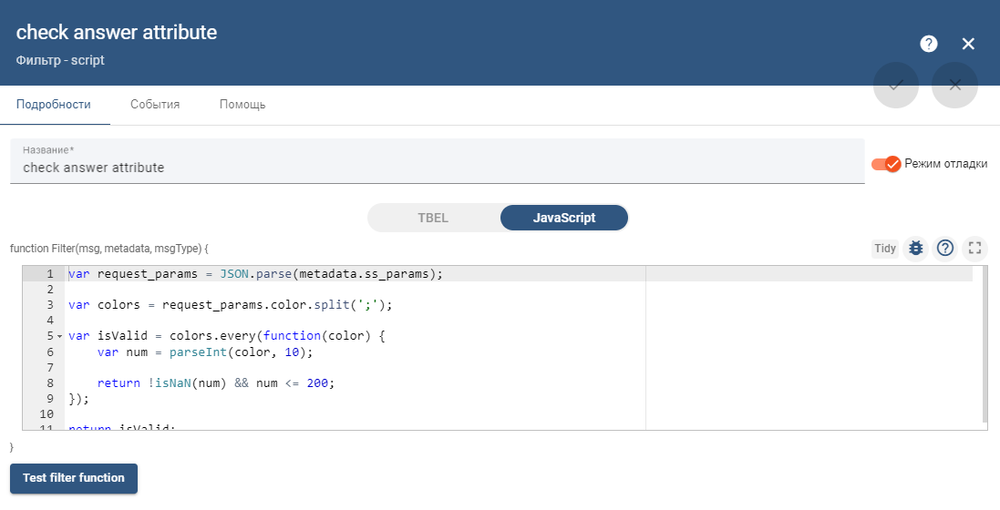 check answer attribute
Фильтр - script
Подробности События Помощь
Название*
check answer attribute
Режим отладки
TBEL JavaScript
function Filter(msg, metadata, msgType) {
Tidy
1 var request_params = JSON.parse(metadata.ss_params);
2
3 var colors = request_params.color.split(';');
4
5 var isValid = colors.every(function(color) {
6 var num = parseInt(color, 10);
7
8 return !isNaN(num) && num <= 200;
9 });
10
11 return isValid;
}
Test filter function